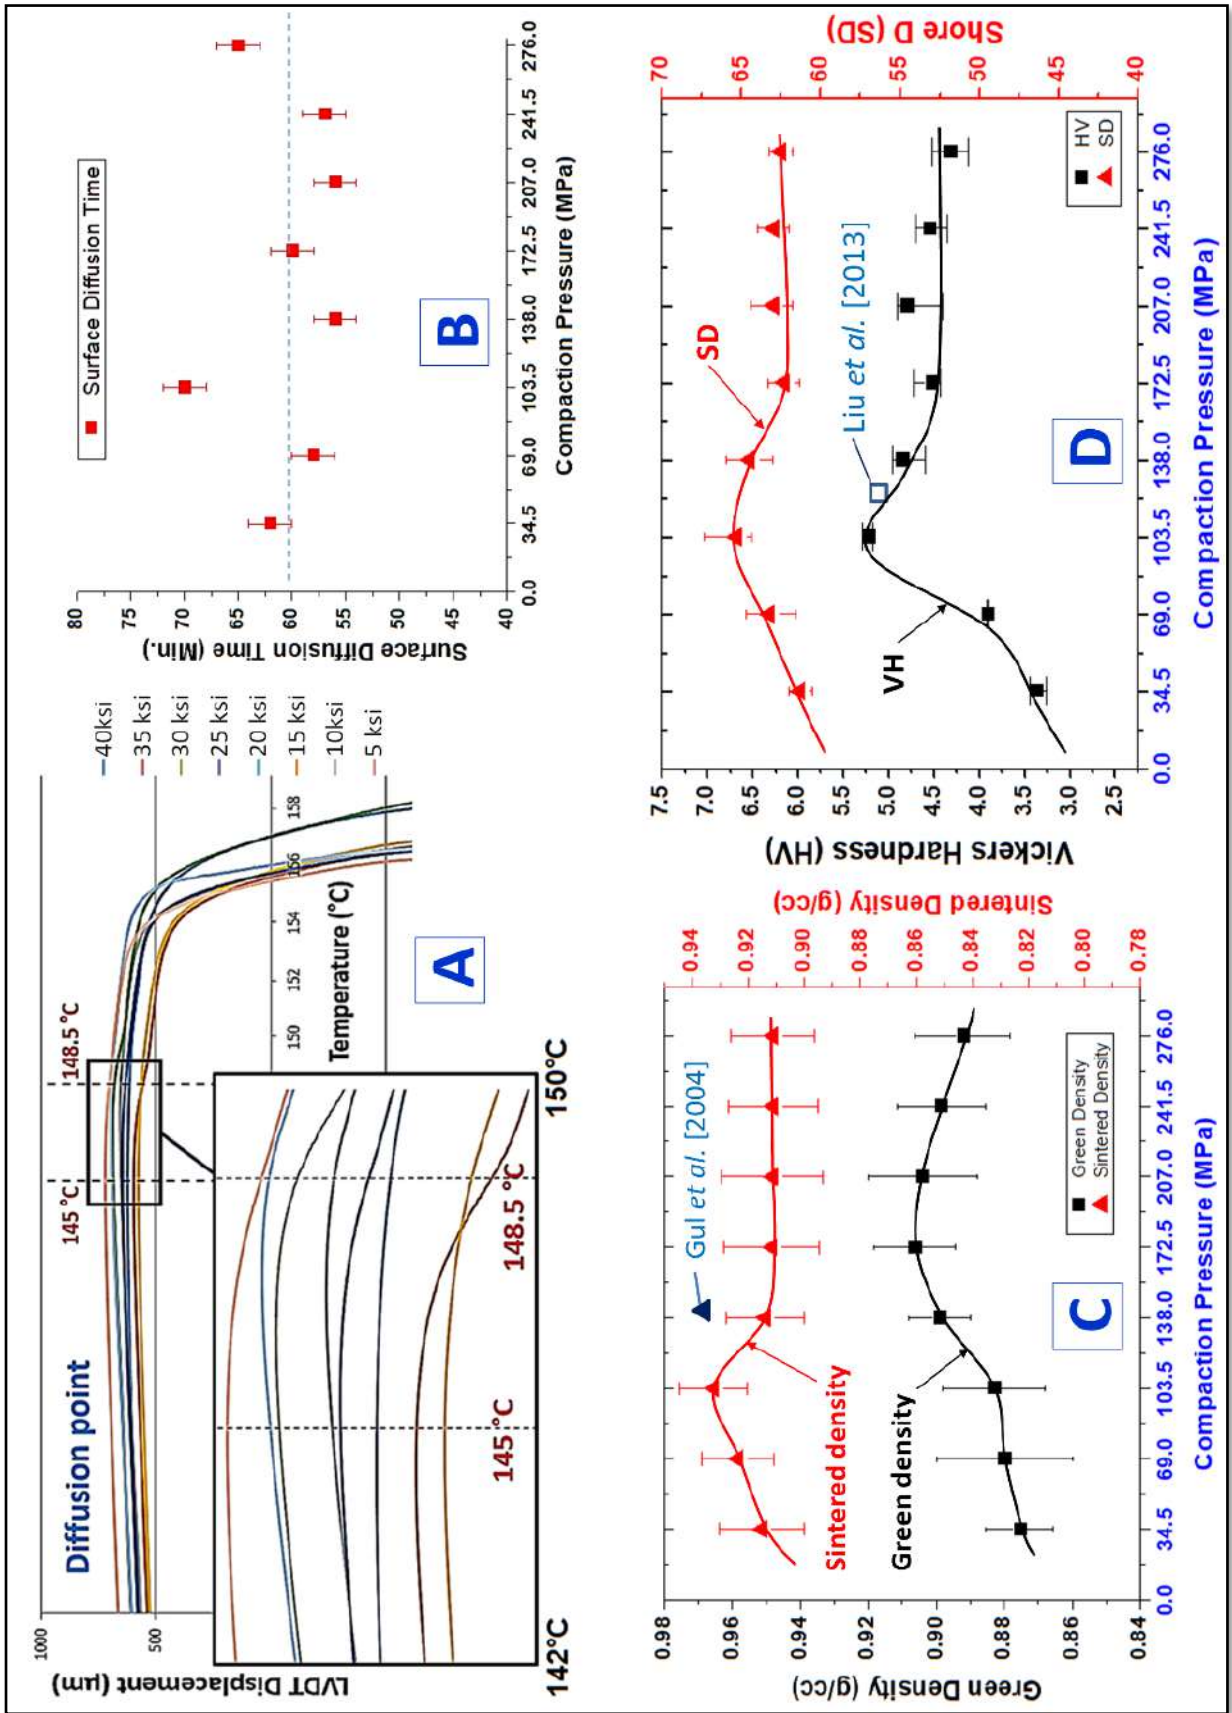 LVDT Displacement (µm)
1000
500
Diffusion point
145 °C
148.5 °C
150
152
154
156
158
Temperature (°C)
40ksi
35 ksi
30 ksi
25 ksi
20 ksi
15 ksi
10ksi
5 ksi
145 °C
148.5 °C
142°C
150°C
A
Surface Diffusion Time (Min.)
80
75
70
65
60
55
50
45
40
Surface Diffusion Time
B
0.0
34.5
69.0
103.5
138.0
172.5
207.0
241.5
276.0
Compaction Pressure (MPa)
Green Density (g/cc)
0.98
0.96
0.94
0.92
0.90
0.88
0.86
0.84
Gul et al. [2004]
Sintered density
Green density
C
Green Density
Sintered Density
0.94
0.92
0.90
0.88
0.86
0.84
0.82
0.80
0.78
Sintered Density (g/cc)
0.0
34.5
69.0
103.5
138.0
172.5
207.0
241.5
276.0
Compaction Pressure (MPa)
Vickers Hardness (HV)
7.5
7.0
6.5
6.0
5.5
5.0
4.5
4.0
3.5
3.0
2.5
SD
Liu et al. [2013]
VH
D
HV
SD
70
65
60
55
50
45
40
Shore D (SD)
0.0
34.5
69.0
103.5
138.0
172.5
207.0
241.5
276.0
Compaction Pressure (MPa)